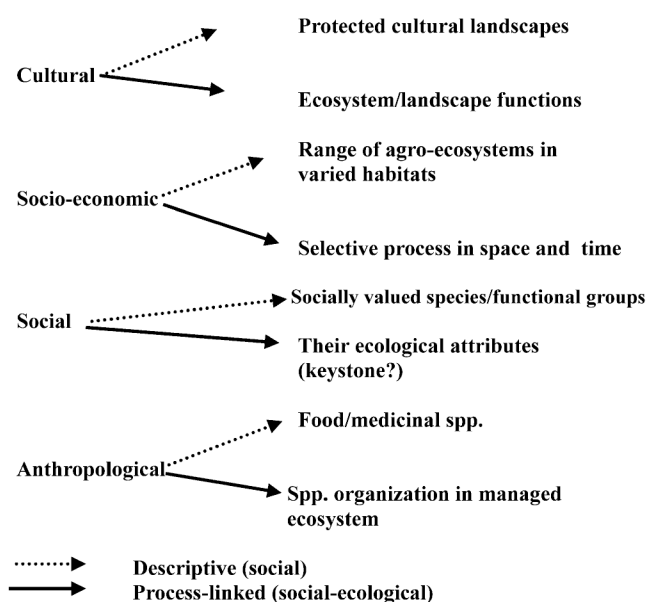 Protected cultural landscapes
Cultural
Ecosystem/landscape functions
Range of agro-ecosystems in
varied habitats
Socio-economic
Selective process in space and time
Socially valued species/functional groups
Social
Their ecological attributes
(keystone?)
Food/medicinal spp.
Anthropological
Spp. organization in managed
ecosystem
Descriptive (social)
Process-linked (social-ecological)